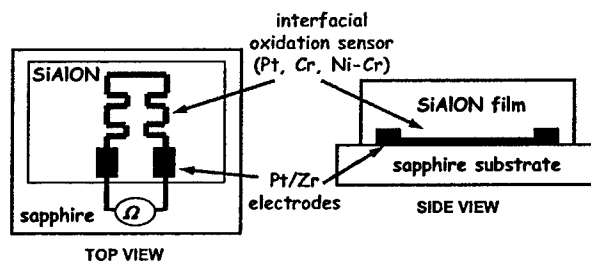 interfacial
oxidation sensor
(Pt, Cr, Ni-Cr)
SiAlON
Pt/Zr
electrodes
sapphire
Ω
TOP VIEW
SiAlON film
sapphire substrate
SIDE VIEW